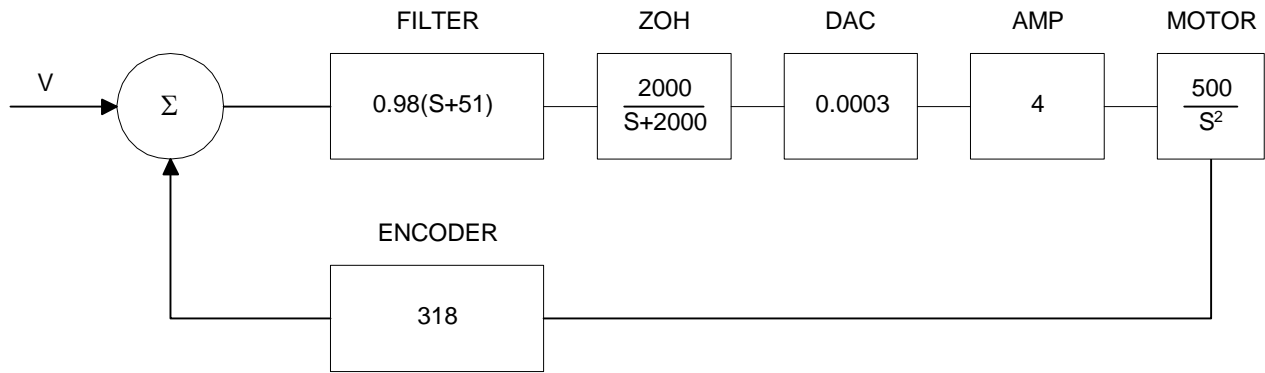 FILTER ZOH DAC AMP MOTOR
V
Σ
0.98(S+51)
2000
S+2000
0.0003
4
500
S²
ENCODER
318